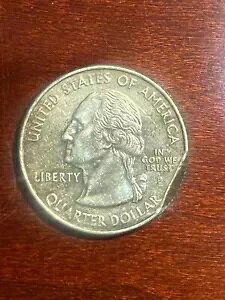 UNITED STATES OF AMERICA
LIBERTY
IN
GOD WE
TRUST
QUARTER DOLLAR